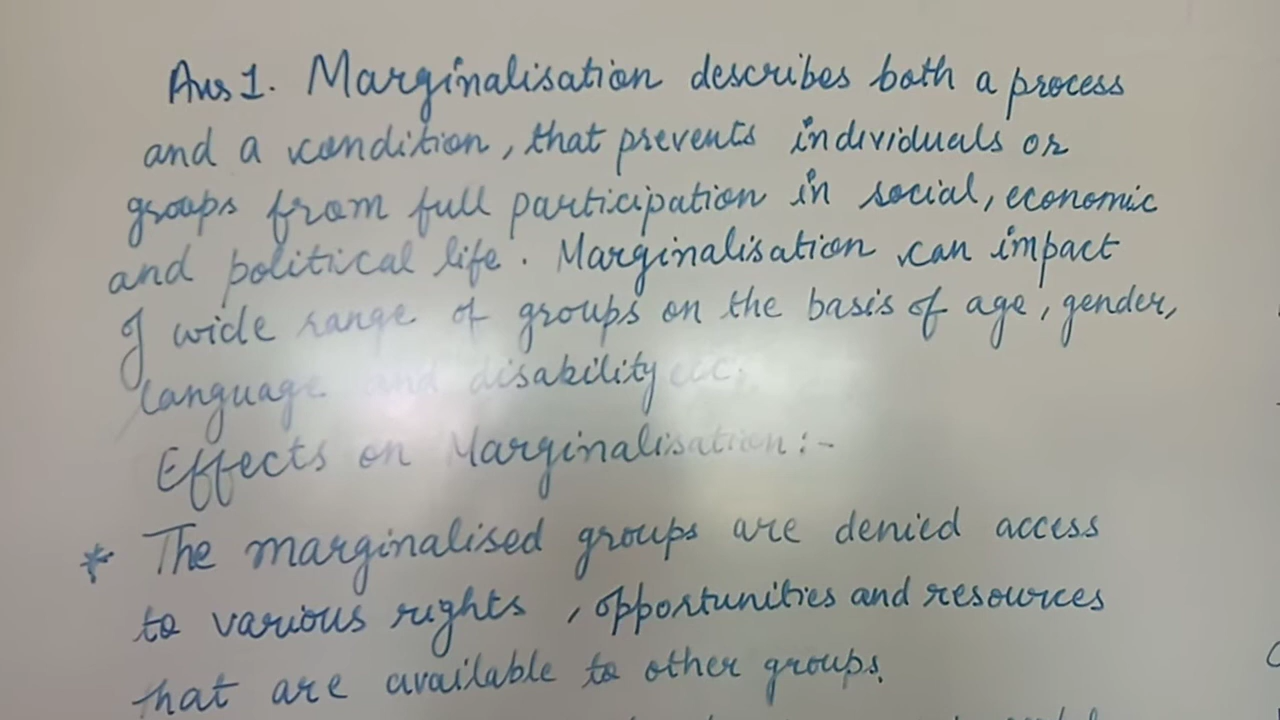 Ans 1. Marginalisation describes both a process
and a condition, that prevents individuals or
groups from full participation in social, economic
and political life. Marginalisation can impact
of wide range of groups on the basis of age, gender,
language and disability etc.
Effects on Marginalisation :-
* The marginalised groups are denied access
to various rights, opportunities and resources
that are available to other groups.